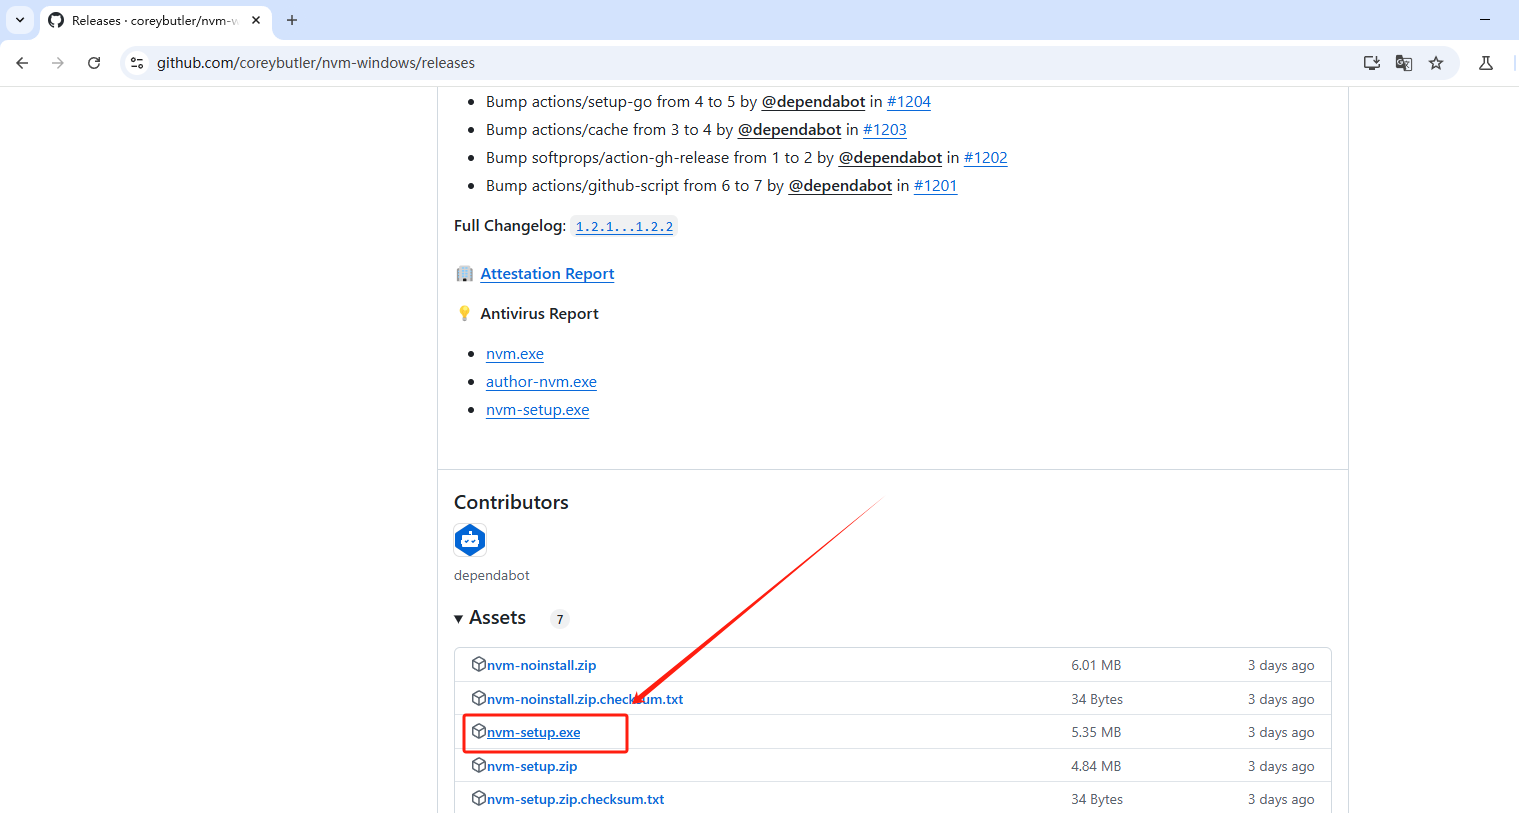 Releases · coreybutler/nvm-w
github.com/coreybutler/nvm-windows/releases
Bump actions/setup-go from 4 to 5 by @dependabot in #1204
Bump actions/cache from 3 to 4 by @dependabot in #1203
Bump softprops/action-gh-release from 1 to 2 by @dependabot in #1202
Bump actions/github-script from 6 to 7 by @dependabot in #1201
Full Changelog: 1.2.1...1.2.2
Attestation Report
Antivirus Report
nvm.exe
author-nvm.exe
nvm-setup.exe
Contributors
dependabot
Assets 7
nvm-noinstall.zip 6.01 MB 3 days ago
nvm-noinstall.zip.checksum.txt 34 Bytes 3 days ago
nvm-setup.exe 5.35 MB 3 days ago
nvm-setup.zip 4.84 MB 3 days ago
nvm-setup.zip.checksum.txt 34 Bytes 3 days ago